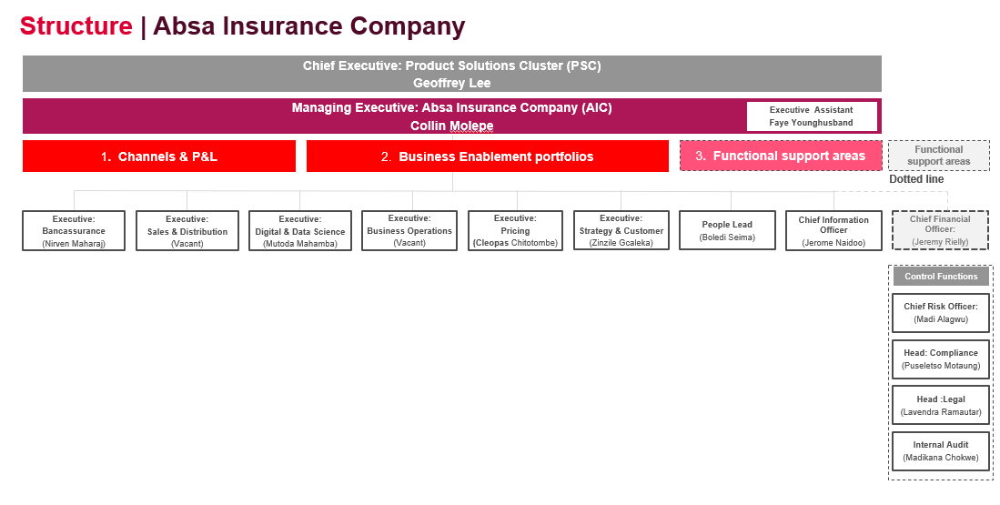 Structure | Absa Insurance Company
Chief Executive: Product Solutions Cluster (PSC)
Geoffrey Lee
Managing Executive: Absa Insurance Company (AIC)
Collin Molepe
Executive Assistant
Faye Younghusband
1. Channels & P&L
2. Business Enablement portfolios
3. Functional support areas
Functional
support areas
Dotted line
Executive:
Bancassurance
(Nirven Maharaj)
Executive:
Sales & Distribution
(Vacant)
Executive:
Digital & Data Science
(Mutoda Mahamba)
Executive:
Business Operations
(Vacant)
Executive:
Pricing
(Cleopas Chitotombe)
Executive:
Strategy & Customer
(Zinzile Gcaleka)
People Lead
(Boledi Seima)
Chief Information
Officer
(Jerome Naidoo)
Chief Financial
Officer:
(Jeremy Rielly)
Control Functions
Chief Risk Officer:
(Madi Alagwu)
Head: Compliance
(Puseletso Motaung)
Head :Legal
(Lavendra Ramautar)
Internal Audit
(Madikana Chokwe)